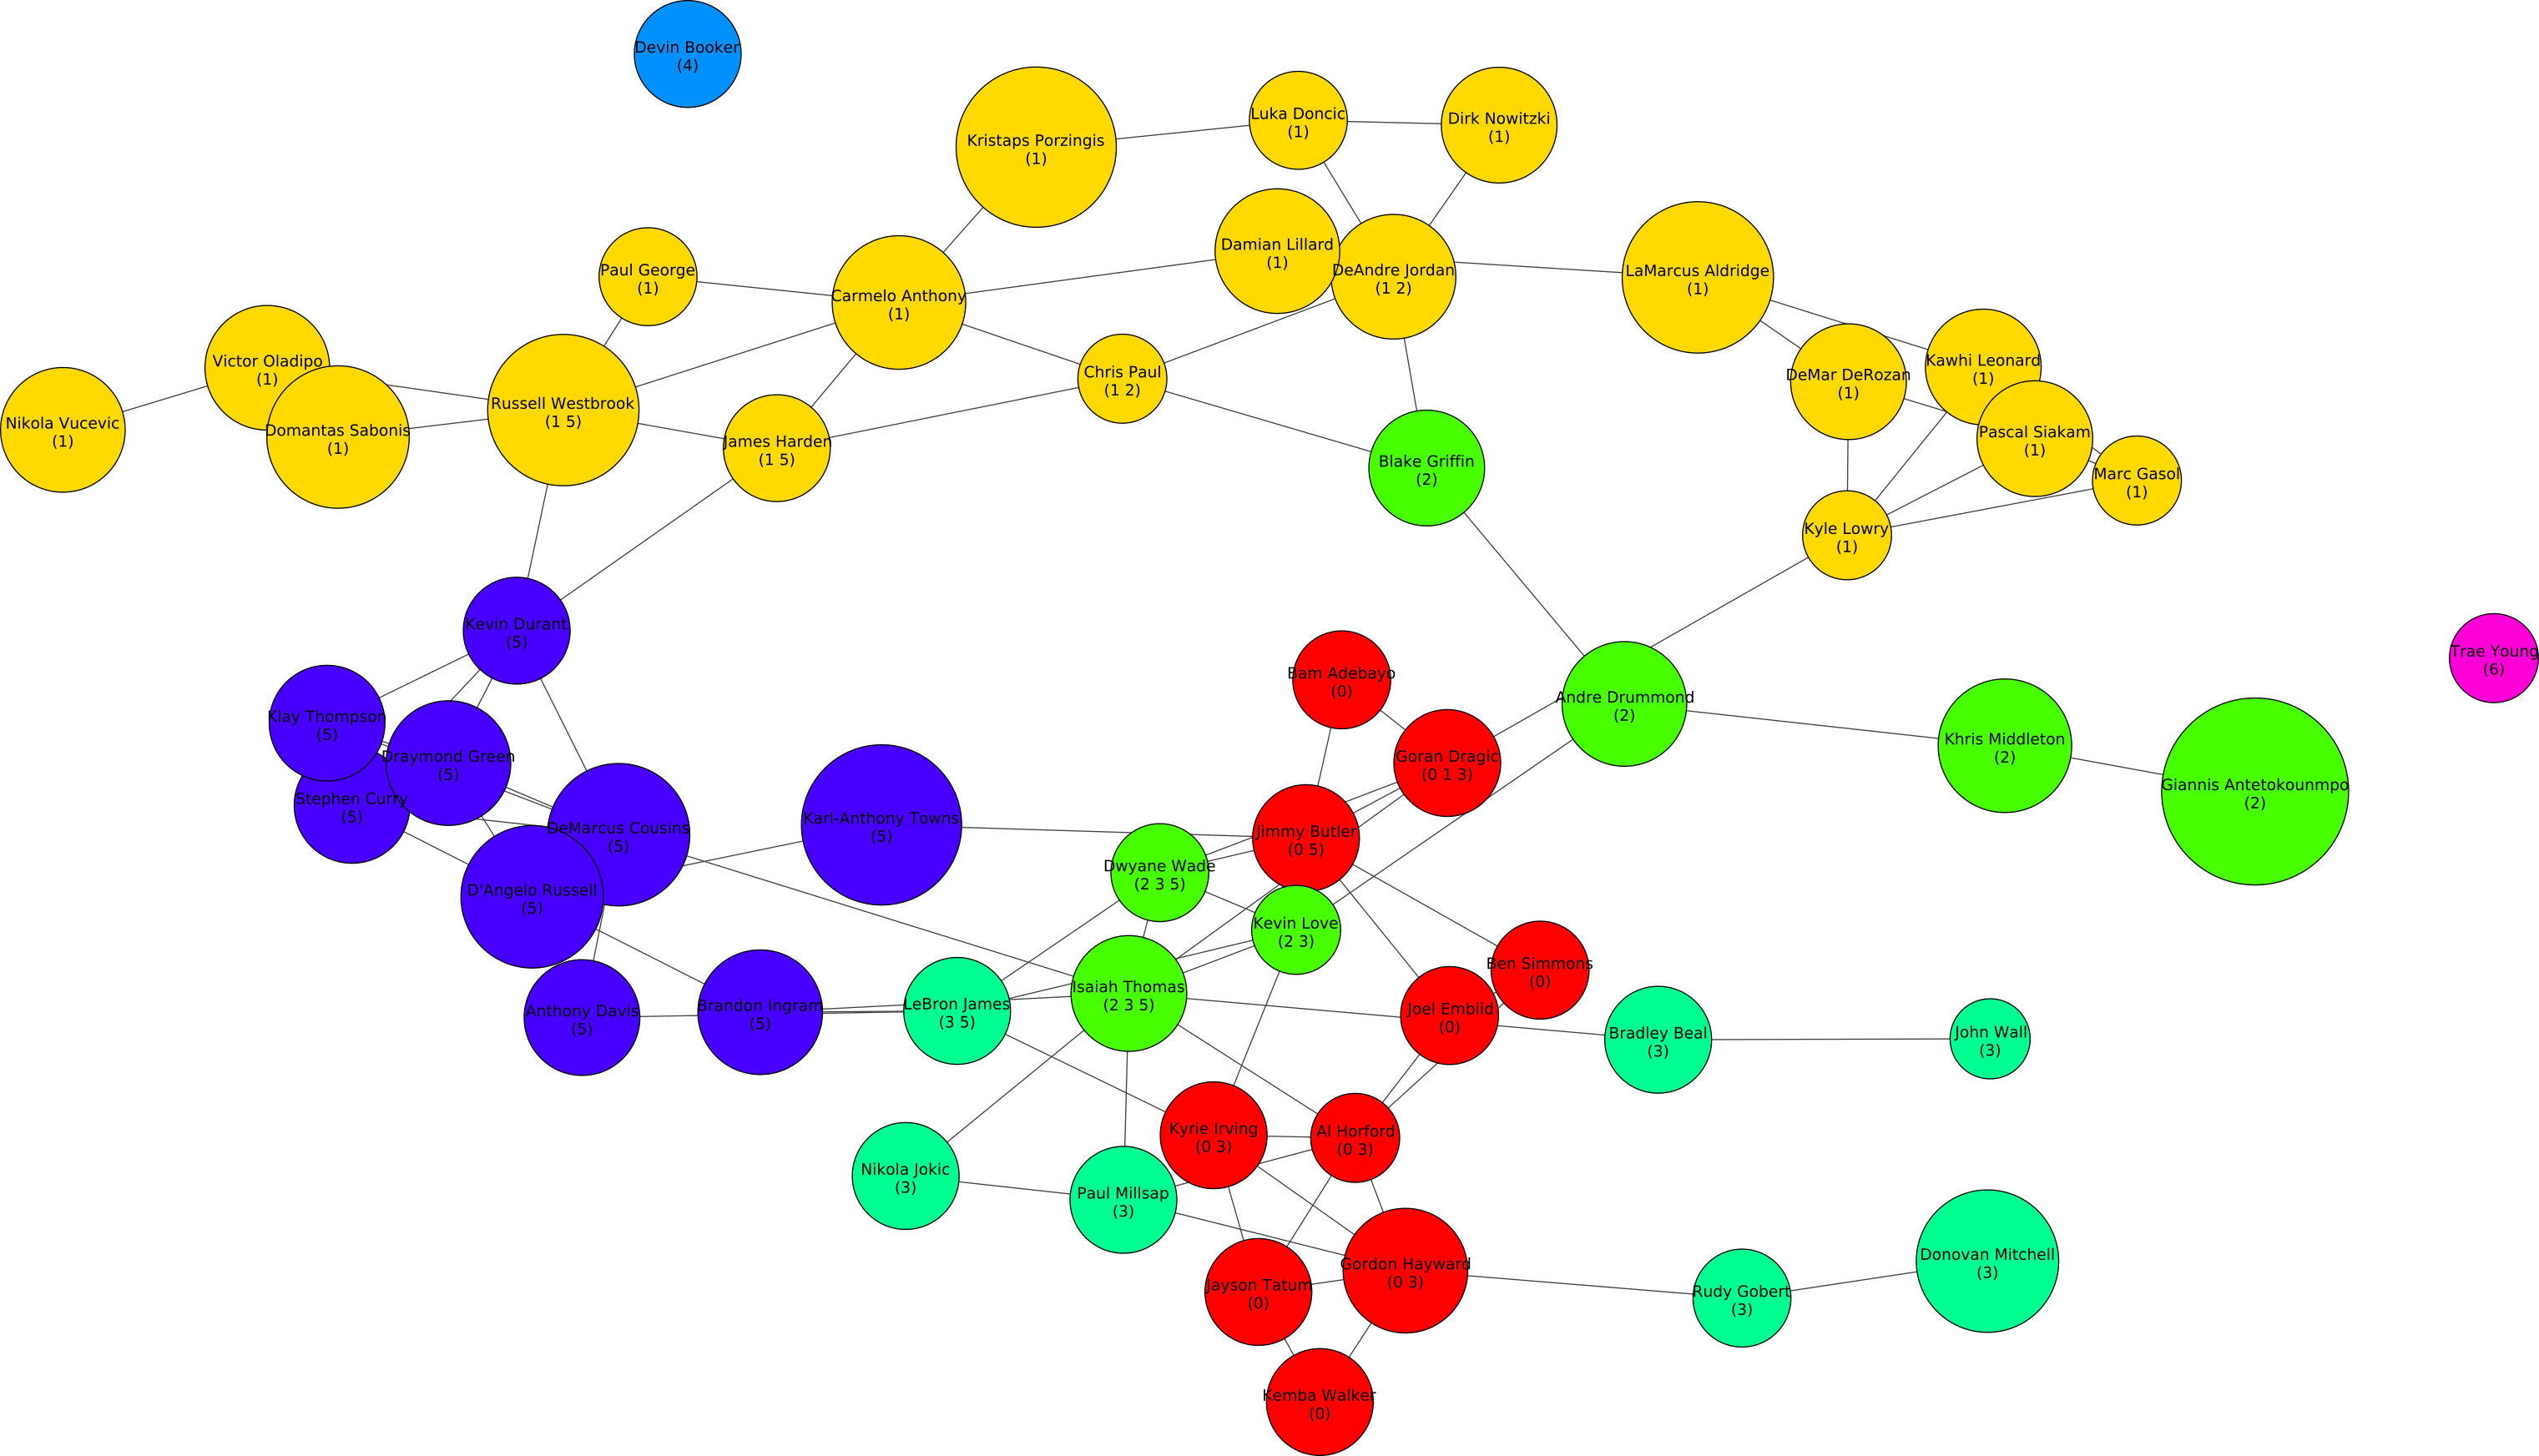 Devin Booker
(4)
Luka Doncic
(1)
Dirk Nowitzki
(1)
Kristaps Porzingis
(1)
Damian Lillard
(1)
Paul George
(1)
DeAndre Jordan
(1 2)
LaMarcus Aldridge
(1)
Carmelo Anthony
(1)
Victor Oladipo
(1)
Kawhi Leonard
(1)
Chris Paul
(1 2)
DeMar DeRozan
(1)
Russell Westbrook
(1 5)
Nikola Vucevic
(1)
Domantas Sabonis
(1)
Pascal Siakam
(1)
James Harden
(1 5)
Blake Griffin
(2)
Marc Gasol
(1)
Kyle Lowry
(1)
Kevin Durant
(5)
Trae Young
(6)
Bam Adebayo
(0)
Andre Drummond
(2)
Klay Thompson
(5)
Khris Middleton
(2)
Draymond Green
(5)
Goran Dragic
(0 1 3)
Giannis Antetokounmpo
(2)
Stephen Curry
(5)
Karl-Anthony Towns
(5)
DeMarcus Cousins
(5)
Jimmy Butler
(0 5)
Dwyane Wade
(2 3 5)
D'Angelo Russell
(5)
Kevin Love
(2 3)
Ben Simmons
(0)
Isaiah Thomas
(2 3 5)
LeBron James
(3 5)
Brandon Ingram
(5)
Anthony Davis
(5)
Joel Embiid
(0)
Bradley Beal
(3)
John Wall
(3)
Kyrie Irving
(0 3)
Al Horford
(0 3)
Nikola Jokic
(3)
Paul Millsap
(3)
Donovan Mitchell
(3)
Gordon Hayward
(0 3)
Jayson Tatum
(0)
Rudy Gobert
(3)
Kemba Walker
(0)